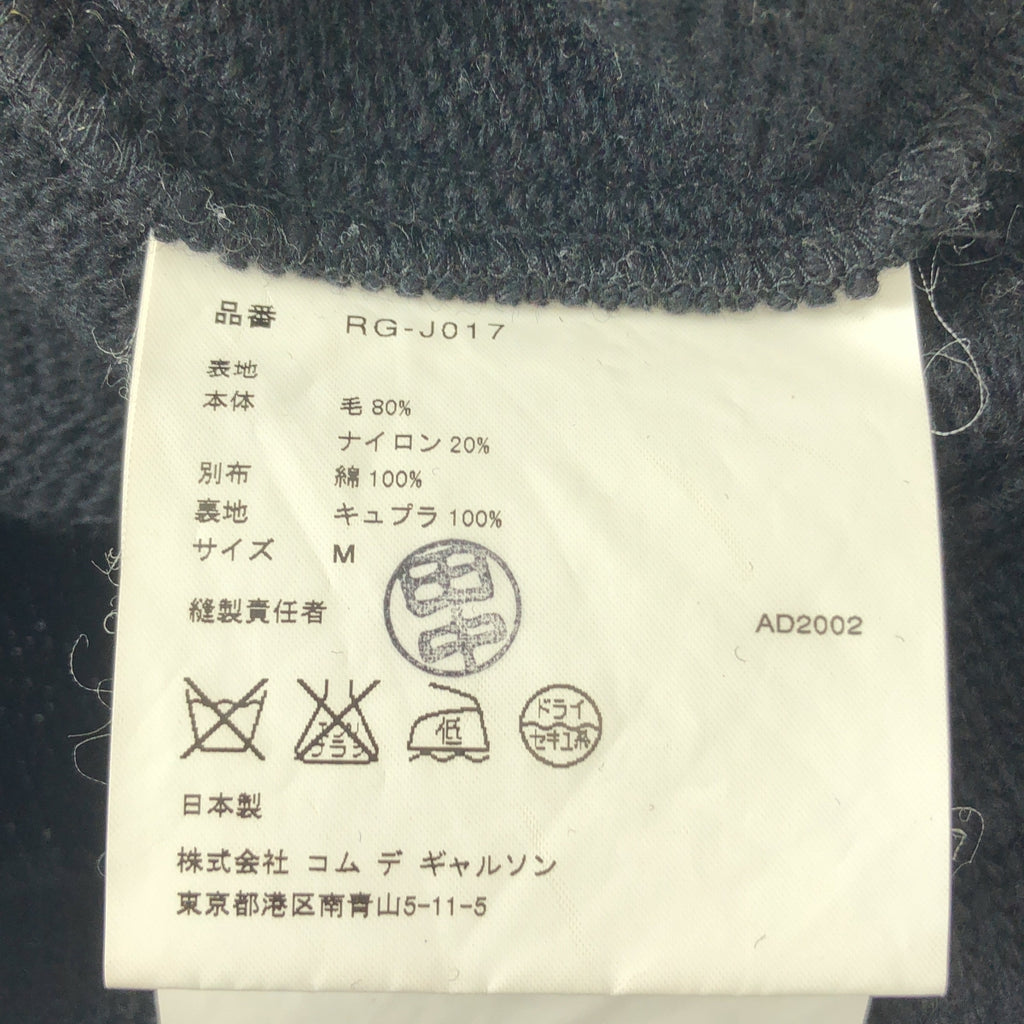 品番 RG-J017
表地
本体 毛 80%
ナイロン 20%
別布 綿 100%
裏地 キュプラ 100%
サイズ M
縫製責任者 田中
AD2002
低
ドライ
セキユ系
日本製
株式会社 コム デ ギャルソン
東京都港区南青山5-11-5